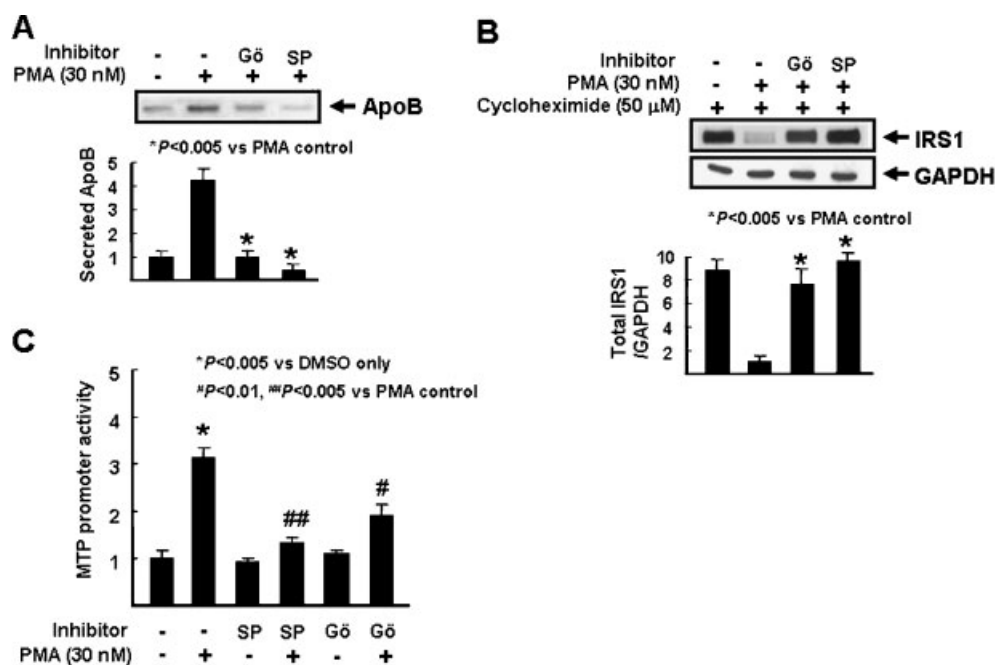 A
Inhibitor - - Gö SP
PMA (30 nM) - + + +
ApoB
*P<0.005 vs PMA control
Secreted ApoB
5
4
3
2
1
* *
B
Inhibitor - - Gö SP
PMA (30 nM) - + + +
Cycloheximide (50 μM) + + + +
IRS1
GAPDH
*P<0.005 vs PMA control
Total IRS1
/GAPDH
10
8
6
4
2
* *
C
*P<0.005 vs DMSO only
#P<0.01, ##P<0.005 vs PMA control
MTP promoter activity
5
4
3
2
1
* ## #
Inhibitor - - SP SP Gö Gö
PMA (30 nM) - + - + - +